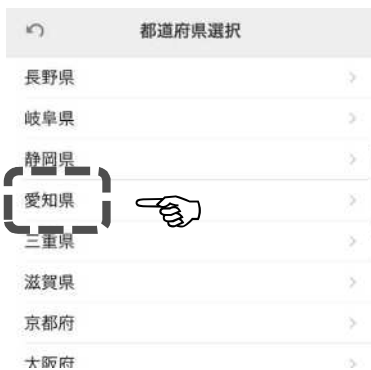 都道府県選択
長野県
岐阜県
静岡県
愛知県
三重県
滋賀県
京都府
大阪府